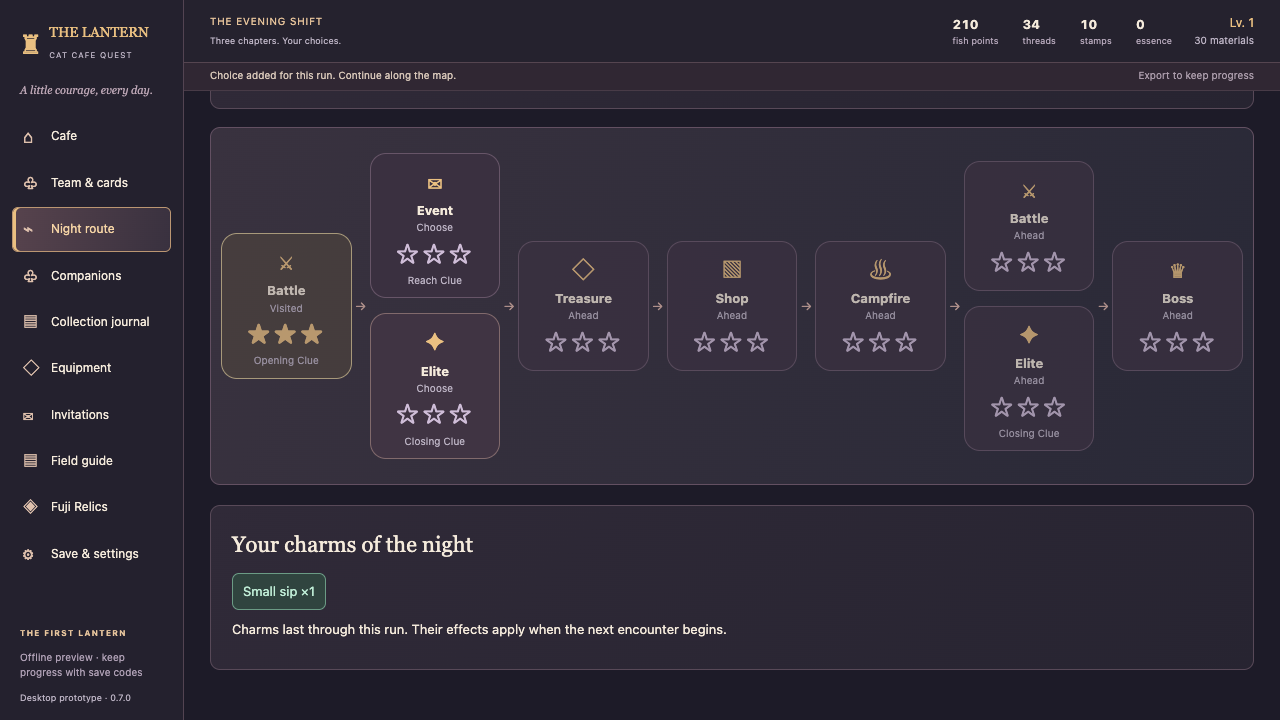 THE LANTERN
CAT CAFE QUEST
A little courage, every day.
Cafe
Team & cards
Night route
Companions
Collection journal
Equipment
Invitations
Field guide
Fuji Relics
Save & settings
THE FIRST LANTERN
Offline preview · keep
progress with save codes
Desktop prototype · 0.7.0
THE EVENING SHIFT
Three chapters. Your choices.
210
fish points
34
threads
10
stamps
0
essence
Lv. 1
30 materials
Choice added for this run. Continue along the map.
Export to keep progress
Battle
Visited
Opening Clue
Event
Choose
Reach Clue
Elite
Choose
Closing Clue
Treasure
Ahead
Shop
Ahead
Campfire
Ahead
Battle
Ahead
Elite
Ahead
Closing Clue
Boss
Ahead
Your charms of the night
Small sip ×1
Charms last through this run. Their effects apply when the next encounter begins.